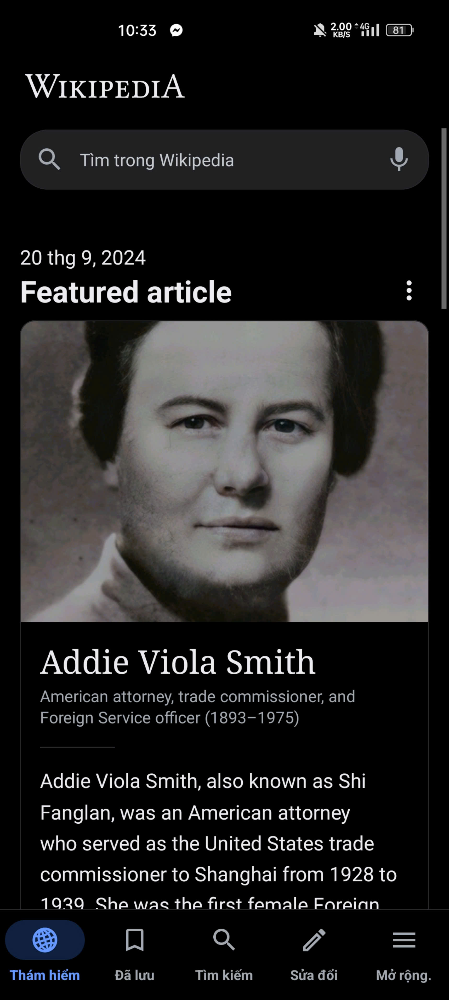 10:33
2.00 KB/S 4G 81
WIKIPEDIA
Tìm trong Wikipedia
20 thg 9, 2024
Featured article
Addie Viola Smith
American attorney, trade commissioner, and
Foreign Service officer (1893–1975)
Addie Viola Smith, also known as Shi
Fanglan, was an American attorney
who served as the United States trade
commissioner to Shanghai from 1928 to
1939. She was the first female Foreign
Thám hiểm Đã lưu Tìm kiếm Sửa đổi Mở rộng.